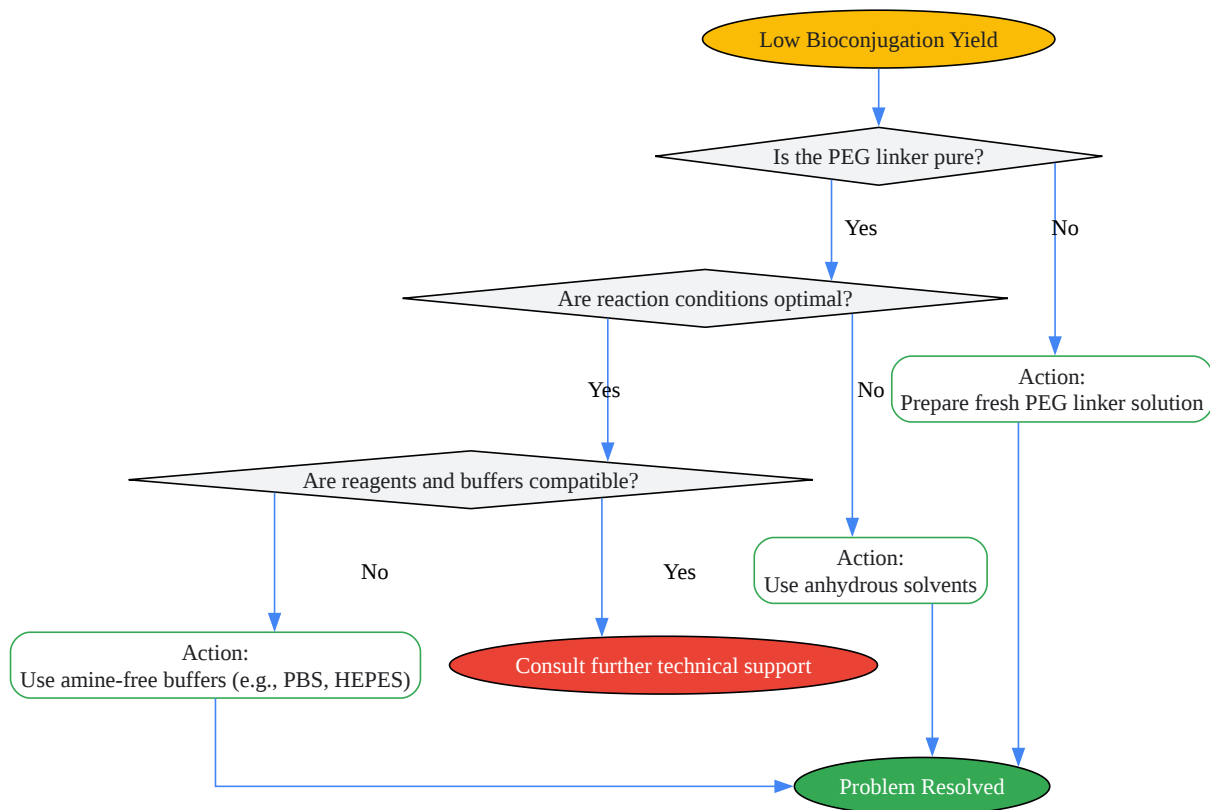 Low Bioconjugation Yield
Is the PEG linker pure?
Yes
No
Are reaction conditions optimal?
Action:
Prepare fresh PEG linker solution
Yes
No
Are reagents and buffers compatible?
Action:
Use anhydrous solvents
No
Yes
Action:
Use amine-free buffers (e.g., PBS, HEPES)
Consult further technical support
Problem Resolved